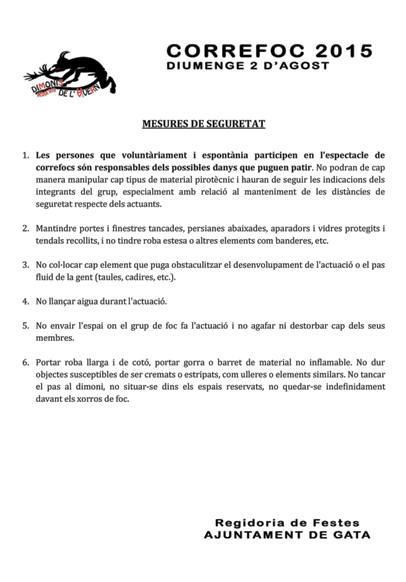 CORREFOC 2015
DIUMENGE 2 D'AGOST
DIMONIS
DE L'
MESURES DE SEGURETAT
1. Les persones que voluntàriament i espontània participen en l'espectacle de
correfocs són responsables dels possibles danys que puguen patir. No podran de cap
manera manipular cap tipus de material pirotècnic i hauran de seguir les indicacions dels
integrants del grup, especialment amb relació al manteniment de les distàncies de
seguretat respecte dels actuants.
2. Mantindre portes i finestres tancades, persianes abaixades, aparadors i vidres protegits i
tendals recollits, i no tindre roba estesa o altres elements com banderes, etc.
3. No col·locar cap element que puga obstaculitzar el desenvolupament de l'actuació o el pas
fluid de la gent (taules, cadires, etc.).
4. No llançar aigua durant l'actuació.
5. No envair l'espai on el grup de foc fa l'actuació i no agafar ni destorbar cap dels seus
membres.
6. Portar roba llarga i de cotó, portar gorra o barret de material no inflamable. No dur
objectes susceptibles de ser cremats o estripats, com ulleres o elements similars. No tancar
el pas al dimoni, no situar-se dins els espais reservats, no quedar-se indefinidament
davant els xorros de foc.
Regidoria de Festes
AJUNTAMENT DE GATA